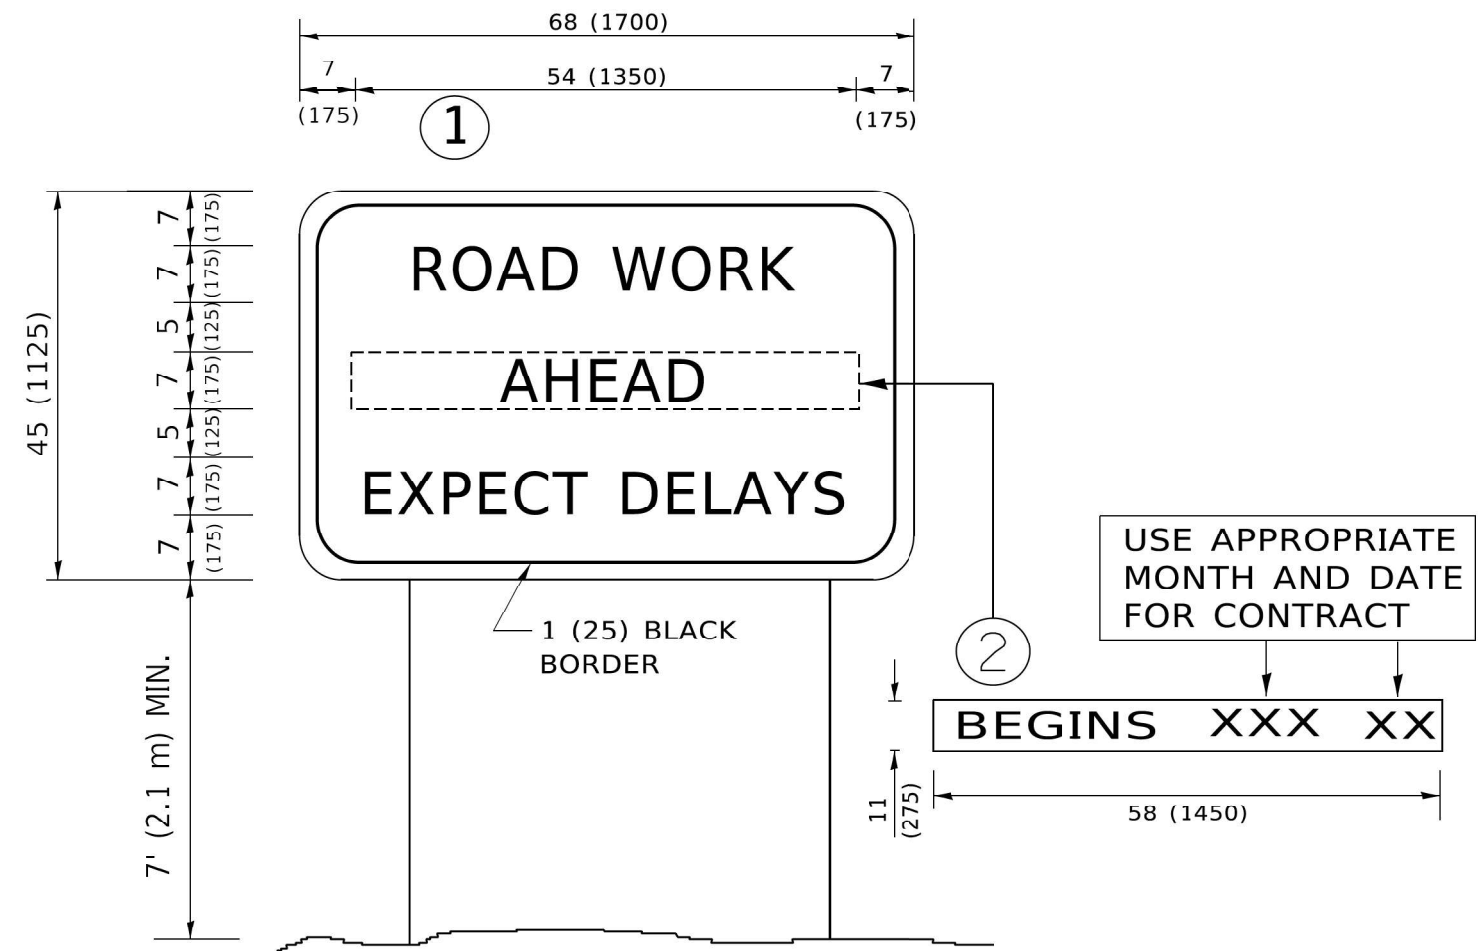 68 (1700)
7
54 (1350)
7
(175)
(175)
1
7
(175)
7
(175)
5
(125)
7
(175)
5
(125)
7
(175)
7
(175)
45 (1125)
ROAD WORK
AHEAD
EXPECT DELAYS
1 (25) BLACK
BORDER
7' (2.1 m) MIN.
2
USE APPROPRIATE
MONTH AND DATE
FOR CONTRACT
BEGINS XXX XX
11
(275)
58 (1450)